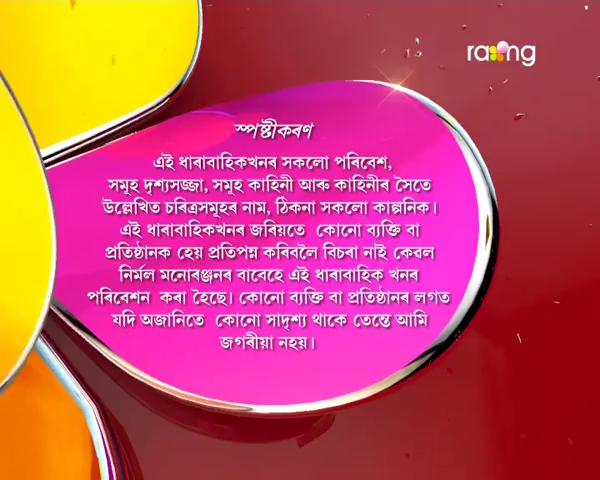 rang
স্পষ্টীকৰণ
এই ধাৰাবাহিকখনৰ সকলো পৰিবেশ,
সমূহ দৃশ্যসজ্জা, সমূহ কাহিনী আৰু কাহিনীৰ সৈতে
উল্লেখিত চৰিত্ৰসমূহৰ নাম, ঠিকনা সকলো কাল্পনিক।
এই ধাৰাবাহিকখনৰ জৰিয়তে কোনো ব্যক্তি বা
প্ৰতিষ্ঠানক হেয় প্ৰতিপন্ন কৰিবলৈ বিচৰা নাই কেৱল
নিৰ্মল মনোৰঞ্জনৰ বাবেহে এই ধাৰাবাহিক খনৰ
পৰিবেশন কৰা হৈছে। কোনো ব্যক্তি বা প্ৰতিষ্ঠানৰ লগত
যদি অজানিতে কোনো সাদৃশ্য থাকে তেন্তে আমি
জগৰীয়া নহয়।